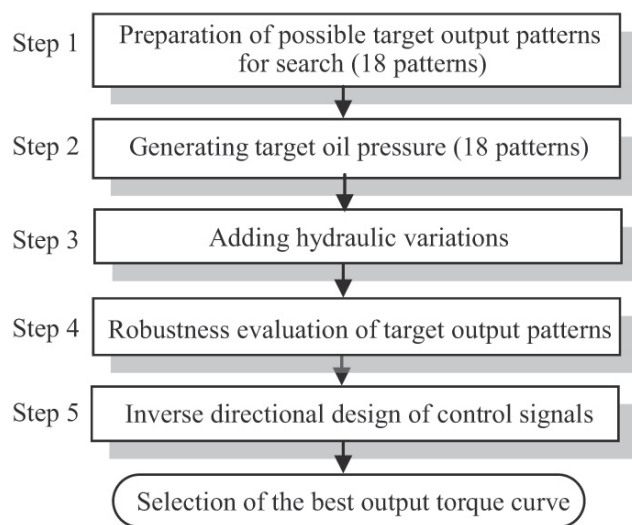 Step 1
Preparation of possible target output patterns
for search (18 patterns)
Step 2
Generating target oil pressure (18 patterns)
Step 3
Adding hydraulic variations
Step 4
Robustness evaluation of target output patterns
Step 5
Inverse directional design of control signals
Selection of the best output torque curve